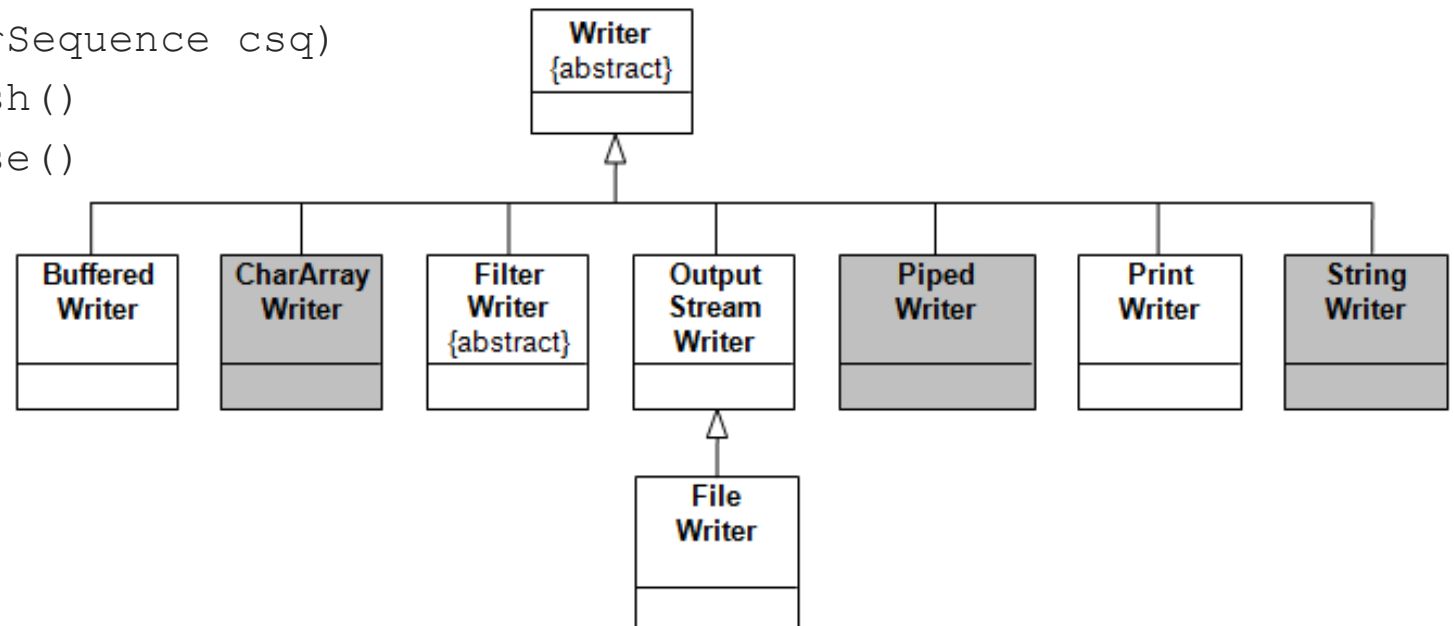 rSequence csq)
sh()
se()
Writer
{abstract}
Buffered
Writer
CharArray
Writer
Filter
Writer
{abstract}
Output
Stream
Writer
Piped
Writer
Print
Writer
String
Writer
File
Writer